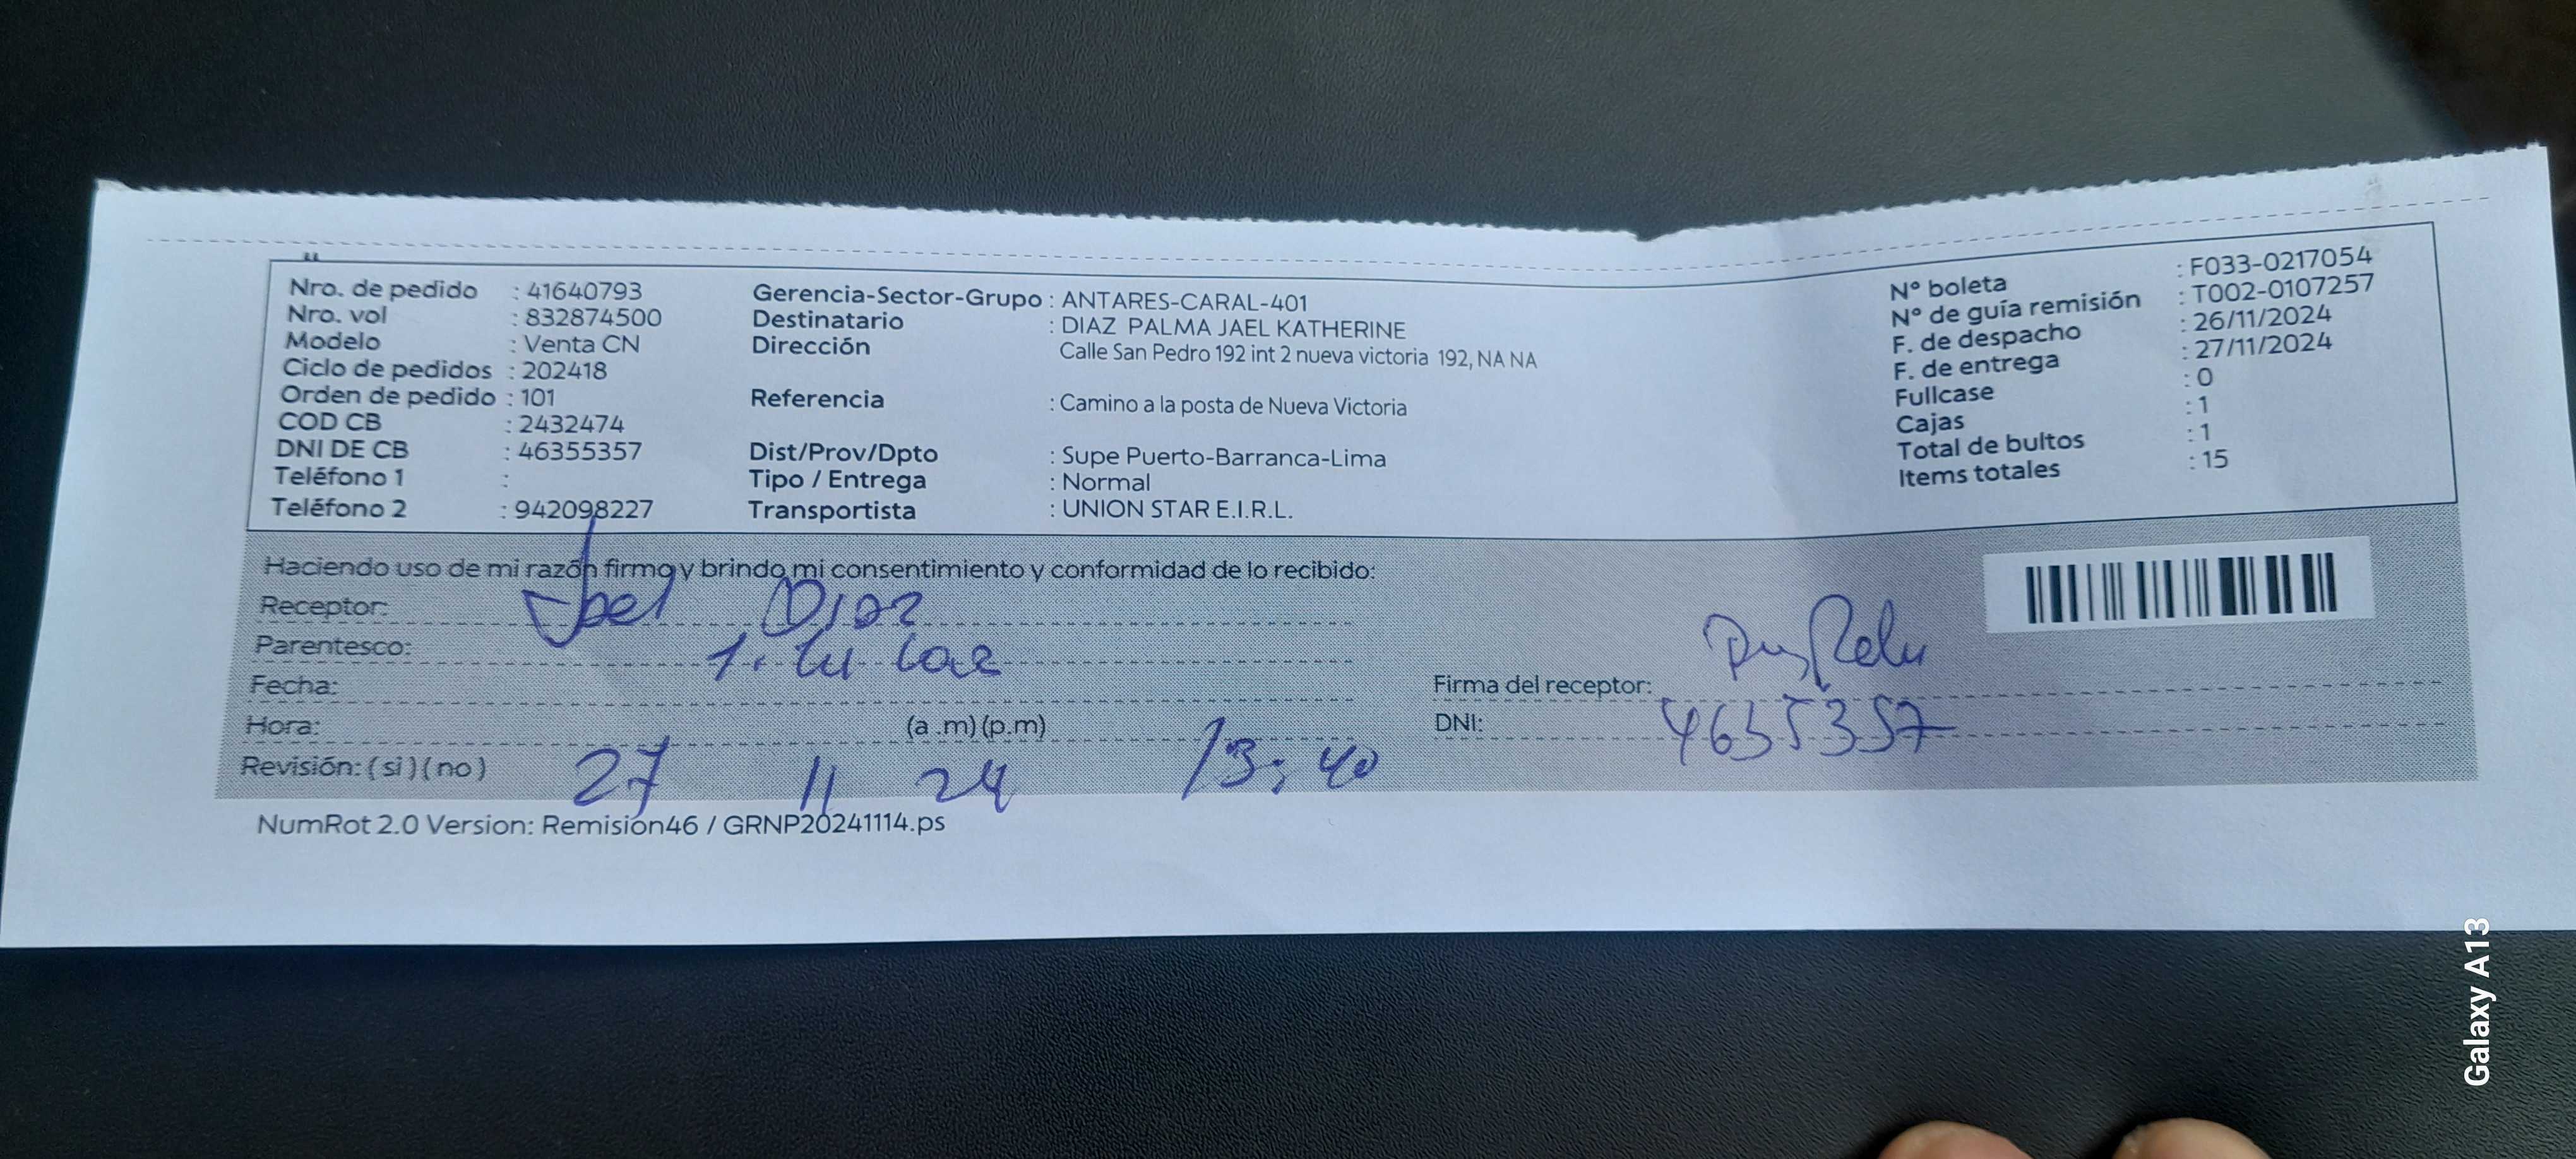 Nro. de pedido : 41640793
Nro. vol : 832874500
Modelo : Venta CN
Ciclo de pedidos : 202418
Orden de pedido : 101
COD CB : 2432474
DNI DE CB : 46355357
Teléfono 1 :
Teléfono 2 : 942098227
Gerencia-Sector-Grupo : ANTARES-CARAL-401
Destinatario : DIAZ PALMA JAEL KATHERINE
Dirección Calle San Pedro 192 int 2 nueva victoria 192, NA NA
Referencia : Camino a la posta de Nueva Victoria
Dist/Prov/Dpto : Supe Puerto-Barranca-Lima
Tipo / Entrega : Normal
Transportista : UNION STAR E.I.R.L.
N° boleta : F033-0217054
N° de guía remisión : T002-0107257
F. de despacho : 26/11/2024
F. de entrega : 27/11/2024
Fullcase : 0
Cajas : 1
Total de bultos : 1
Items totales : 15
Haciendo uso de mi razón firmo y brindo mi consentimiento y conformidad de lo recibido:
Receptor: Diaz
Parentesco:
Fecha:
Hora: (a .m) (p.m)
Revisión: ( si ) ( no ) 27 11 24 13:40
Firma del receptor:
DNI: 46355357
NumRot 2.0 Version: Remision46 / GRNP20241114.ps
Galaxy A13